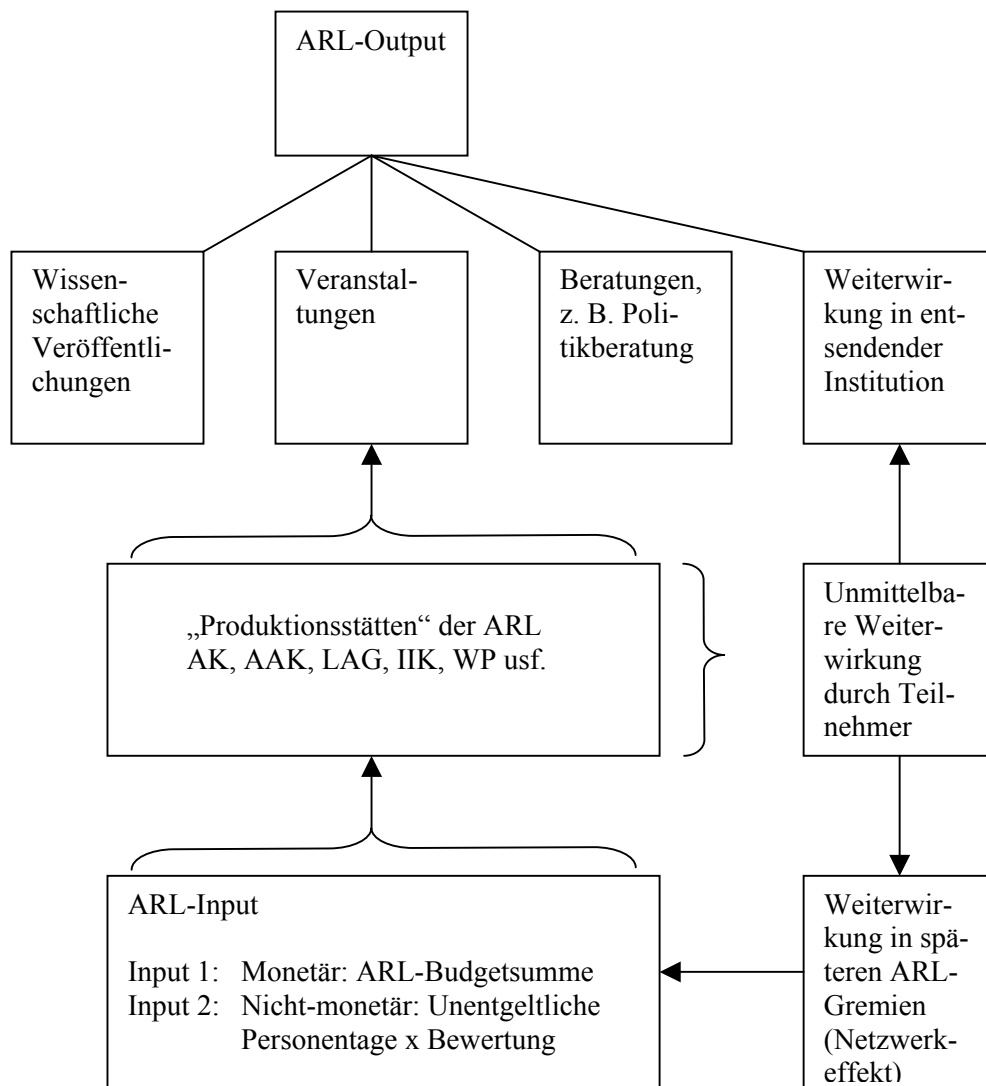 ARL-Output
Wissen-
schaftliche
Veröffentli-
chungen
Veranstal-
tungen
Beratungen,
z. B. Poli-
tikberatung
Weiterwir-
kung in ent-
sendender
Institution
„Produktionsstätten“ der ARL
AK, AAK, LAG, IIK, WP usf.
Unmittelba-
re Weiter-
wirkung
durch Teil-
nehmer
ARL-Input
Input 1: Monetär: ARL-Budgetsumme
Input 2: Nicht-monetär: Unentgeltliche
Personentage x Bewertung
Weiterwir-
kung in spä-
teren ARL-
Gremien
(Netzwerk-
effekt)